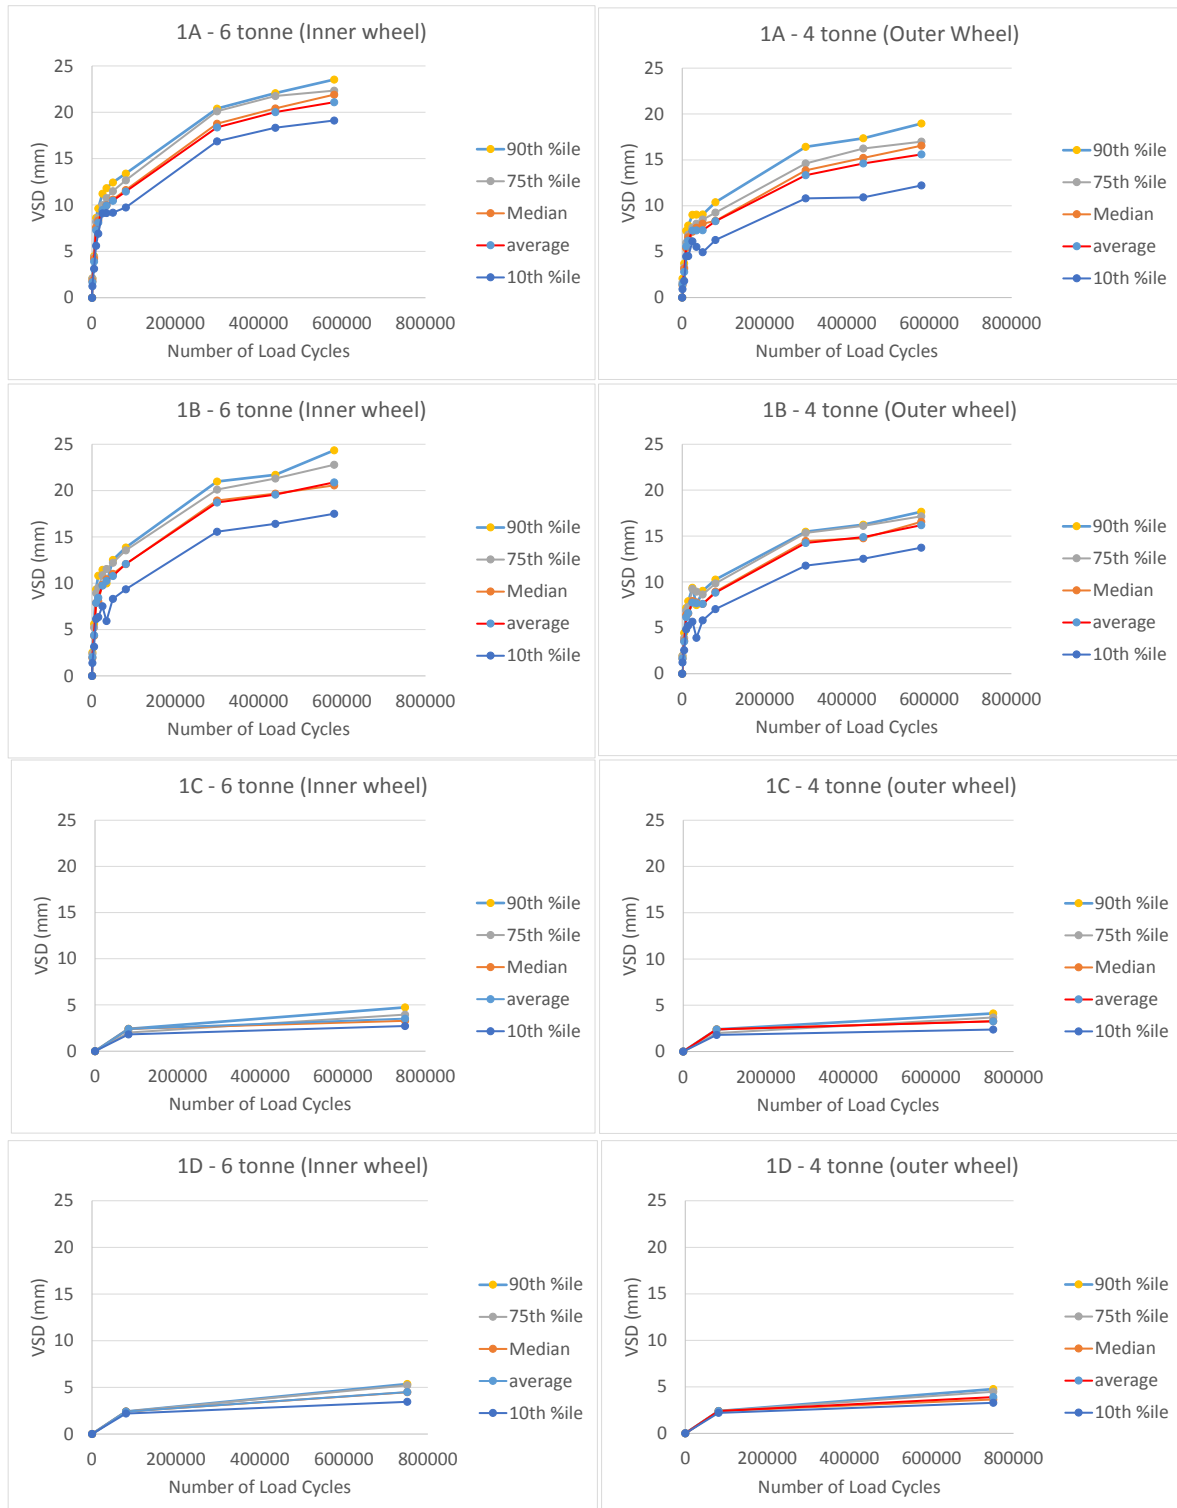 1A - 6 tonne (Inner wheel)
25
20
15
10
5
0
VSD (mm)
0 200000 400000 600000 800000
Number of Load Cycles
90th %ile
75th %ile
Median
average
10th %ile
1A - 4 tonne (Outer Wheel)
25
20
15
10
5
0
VSD (mm)
0 200000 400000 600000 800000
Number of Load Cycles
90th %ile
75th %ile
Median
average
10th %ile
1B - 6 tonne (Inner wheel)
25
20
15
10
5
0
VSD (mm)
0 200000 400000 600000 800000
Number of Load Cycles
90th %ile
75th %ile
Median
average
10th %ile
1B - 4 tonne (Outer wheel)
25
20
15
10
5
0
VSD (mm)
0 200000 400000 600000 800000
Number of Load Cycles
90th %ile
75th %ile
Median
average
10th %ile
1C - 6 tonne (Inner wheel)
25
20
15
10
5
0
VSD (mm)
0 200000 400000 600000 800000
Number of Load Cycles
90th %ile
75th %ile
Median
average
10th %ile
1C - 4 tonne (outer wheel)
25
20
15
10
5
0
VSD (mm)
0 200000 400000 600000 800000
Number of Load Cycles
90th %ile
75th %ile
Median
average
10th %ile
1D - 6 tonne (Inner wheel)
25
20
15
10
5
0
VSD (mm)
0 200000 400000 600000 800000
Number of Load Cycles
90th %ile
75th %ile
Median
average
10th %ile
1D - 4 tonne (outer wheel)
25
20
15
10
5
0
VSD (mm)
0 200000 400000 600000 800000
Number of Load Cycles
90th %ile
75th %ile
Median
average
10th %ile